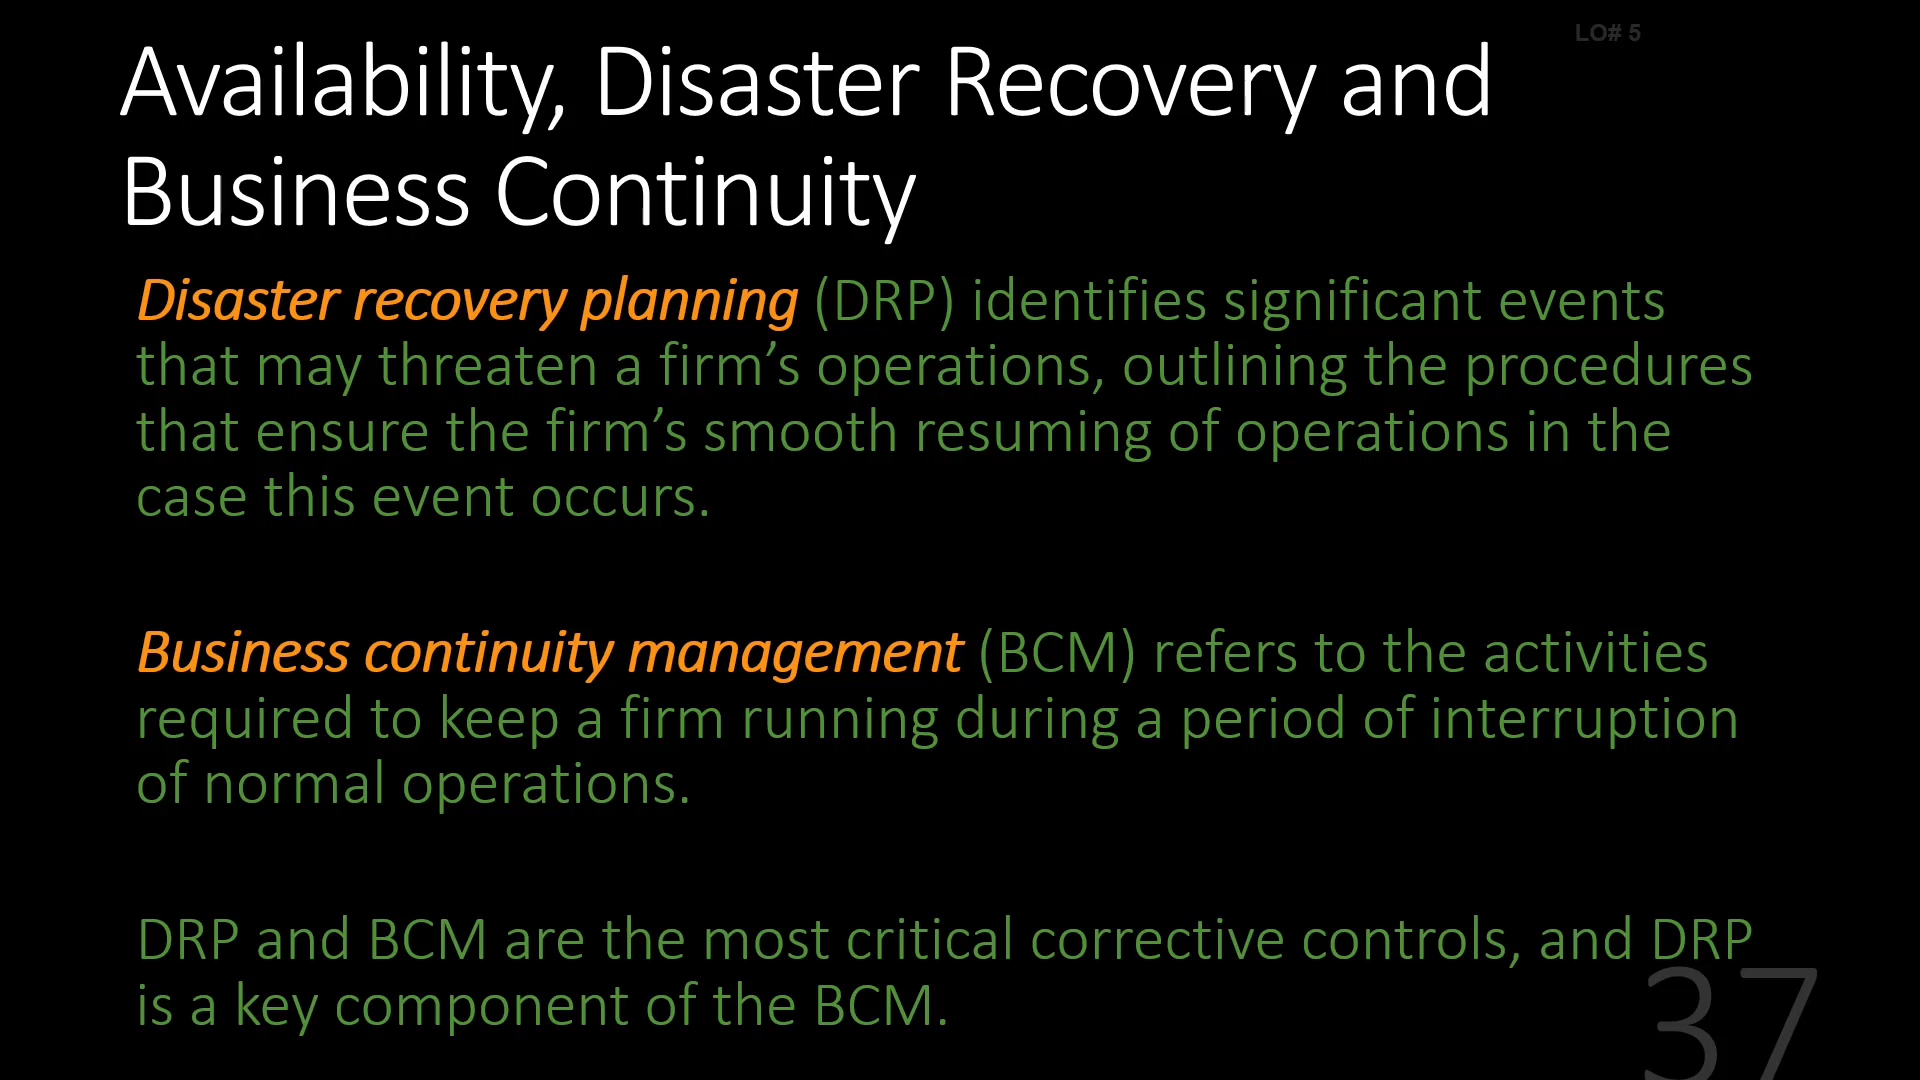 LO# 5
Availability, Disaster Recovery and
Business Continuity
Disaster recovery planning (DRP) identifies significant events
that may threaten a firm’s operations, outlining the procedures
that ensure the firm’s smooth resuming of operations in the
case this event occurs.
Business continuity management (BCM) refers to the activities
required to keep a firm running during a period of interruption
of normal operations.
DRP and BCM are the most critical corrective controls, and DRP
is a key component of the BCM.
37